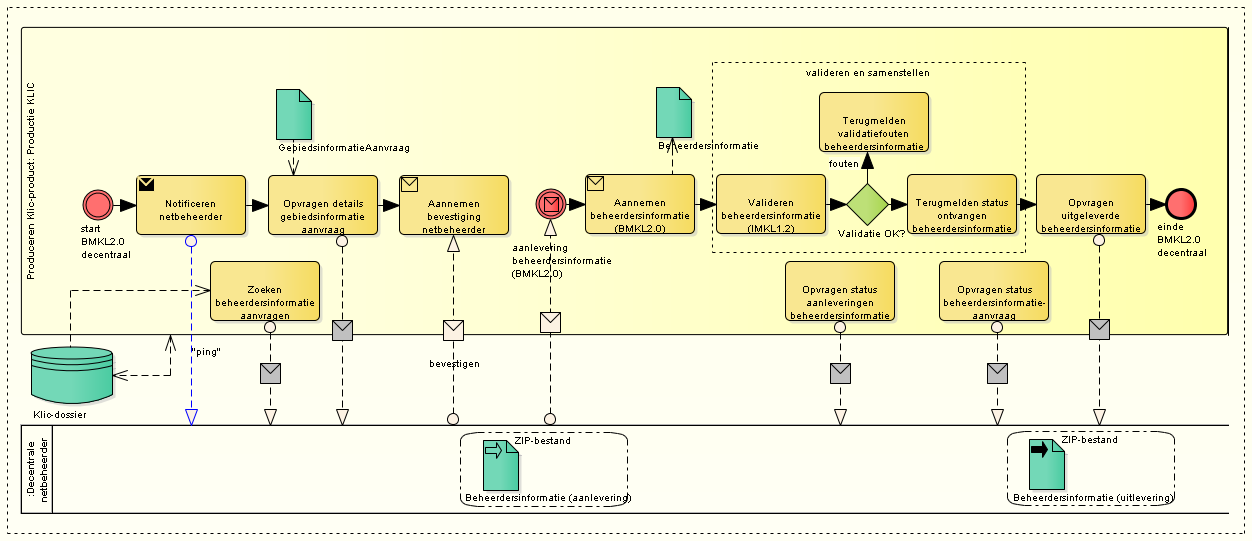 Produceren Klic-product: Productie KLIC
valideren en samenstellen
GebiedsinformatieAanvraag
Beheerdersinformatie
Terugmelden
validatiefouten
beheerdersinformatie
fouten
start
BMKL2.0
decentraal
Notificeren
netbeheerder
Opvragen details
gebiedsinformatie
aanvraag
Aannemen
bevestiging
netbeheerder
aanlevering
beheerdersinformatie
(BMKL2.0)
Aannemen
beheerdersinformatie
(BMKL2.0)
Valideren
beheerdersinformatie
(IMKL1.2)
Validatie OK?
Terugmelden status
ontvangen
beheerdersinformatie
Opvragen
uitgeleverde
beheerdersinformatie
einde
BMKL2.0
decentraal
Zoeken
beheerdersinformatie
aanvragen
Opvragen status
aanleveringen
beheerdersinformatie
Opvragen status
beheerdersinformatie-
aanvraag
"ping"
bevestigen
Klic-dossier
:Decentrale
netbeheerder
ZIP-bestand
Beheerdersinformatie (aanlevering)
ZIP-bestand
Beheerdersinformatie (uitlevering)